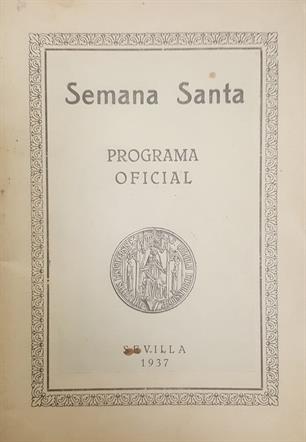 Semana Santa
PROGRAMA
OFICIAL
SEVILLA
1937